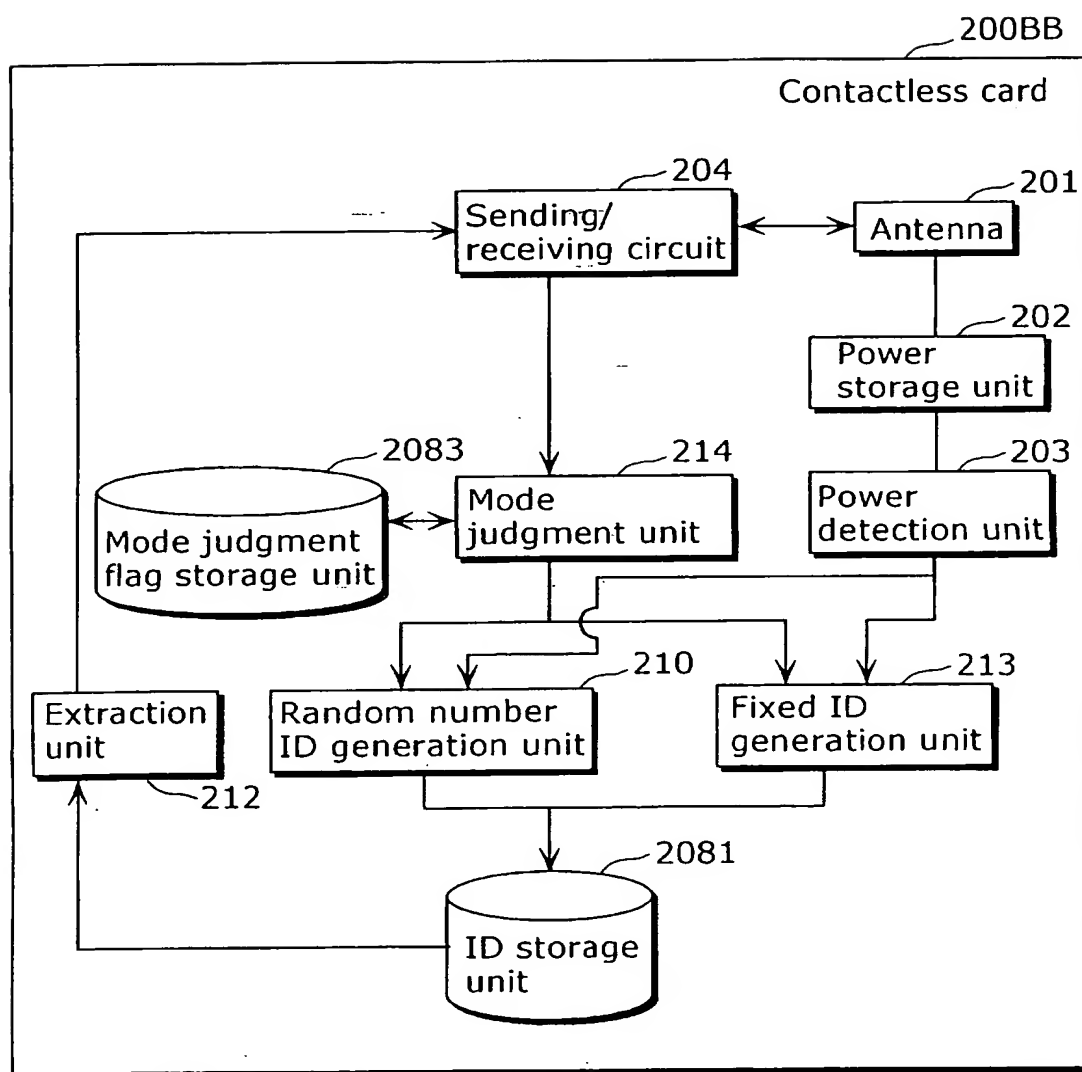 200BB
Contactless card
204
201
Sending/
receiving circuit
Antenna
202
Power
storage unit
2083
214
203
Mode judgment
flag storage unit
Mode
judgment unit
Power
detection unit
210
213
Extraction
unit
Random number
ID generation unit
Fixed ID
generation unit
212
2081
ID storage
unit